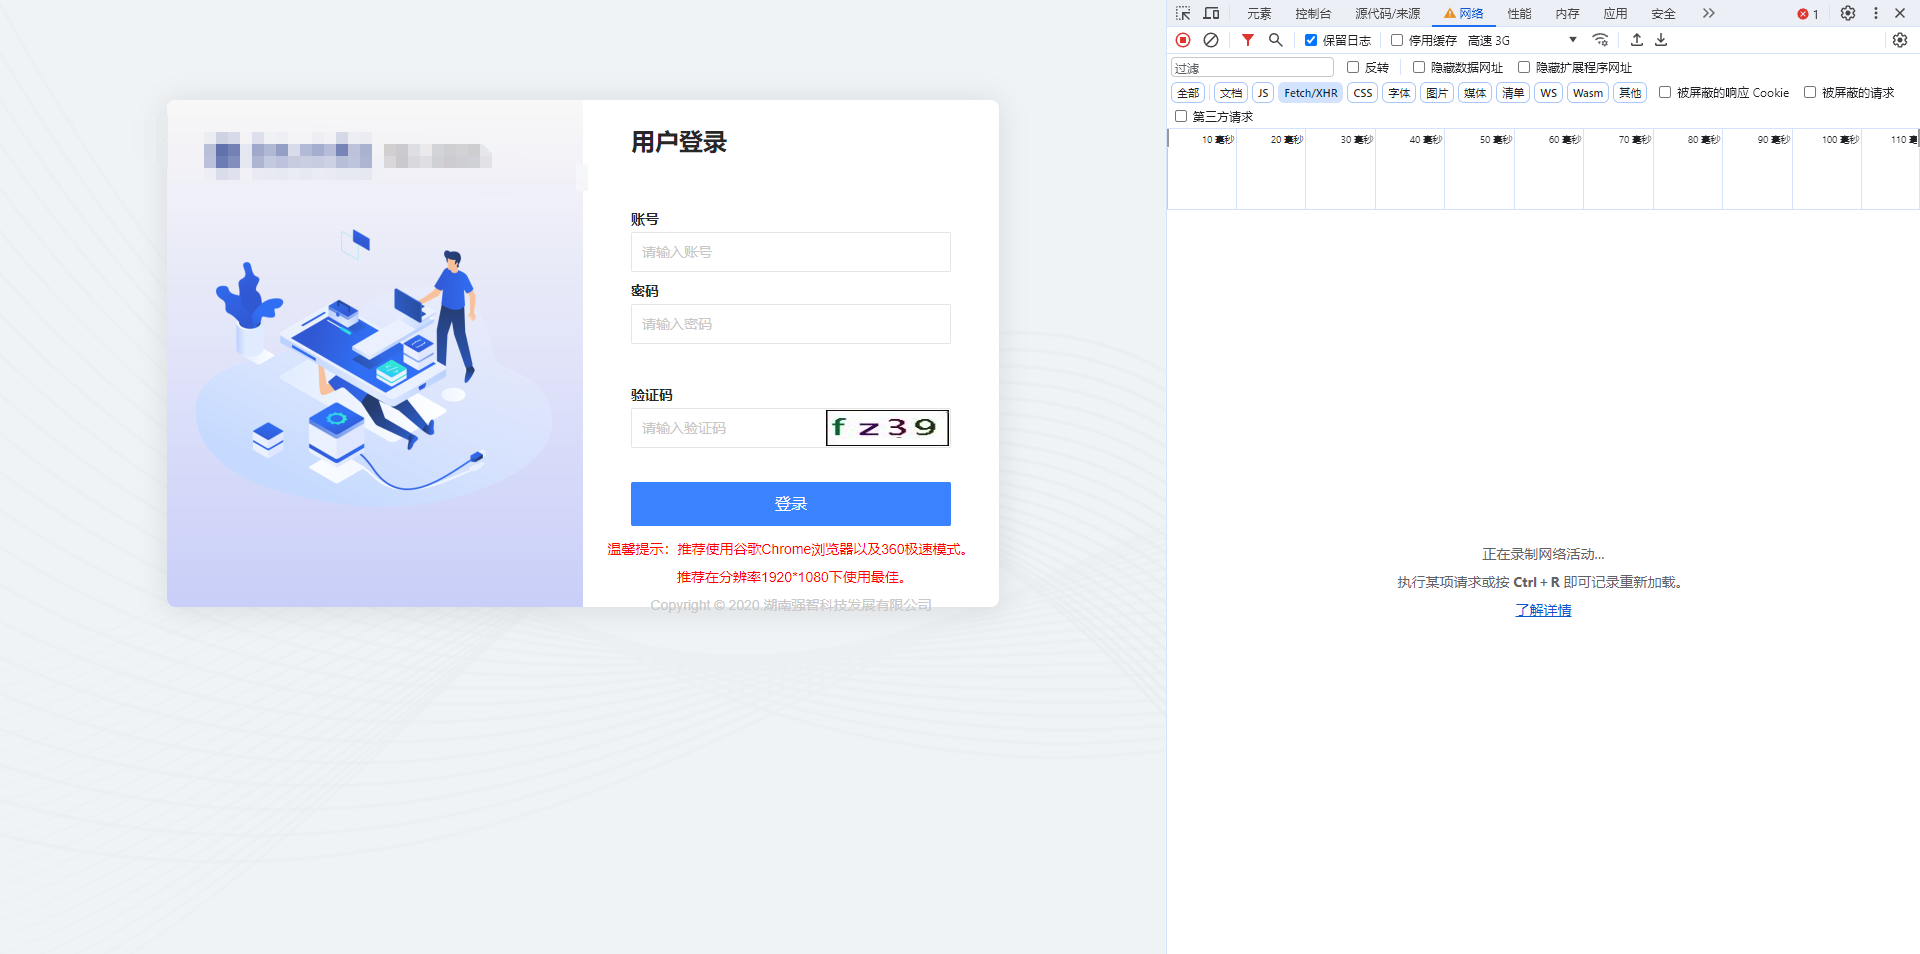 用户登录
账号
请输入账号
密码
请输入密码
验证码
请输入验证码
fz39
登录
温馨提示：推荐使用谷歌Chrome浏览器以及360极速模式。
推荐在分辨率1920*1080下使用最佳。
Copyright © 2020 湖南强智科技发展有限公司
元素 控制台 源代码/来源 网络 性能 内存 应用 安全 1
保留日志 停用缓存 高速 3G
过滤 反转 隐藏数据网址 隐藏扩展程序网址
全部 文档 JS Fetch/XHR CSS 字体 图片 媒体 清单 WS Wasm 其他 被屏蔽的响应 Cookie 被屏蔽的请求
第三方请求
10 毫秒 20 毫秒 30 毫秒 40 毫秒 50 毫秒 60 毫秒 70 毫秒 80 毫秒 90 毫秒 100 毫秒 110 毫
正在录制网络活动...
执行某项请求或按 Ctrl + R 即可记录重新加载。
了解详情